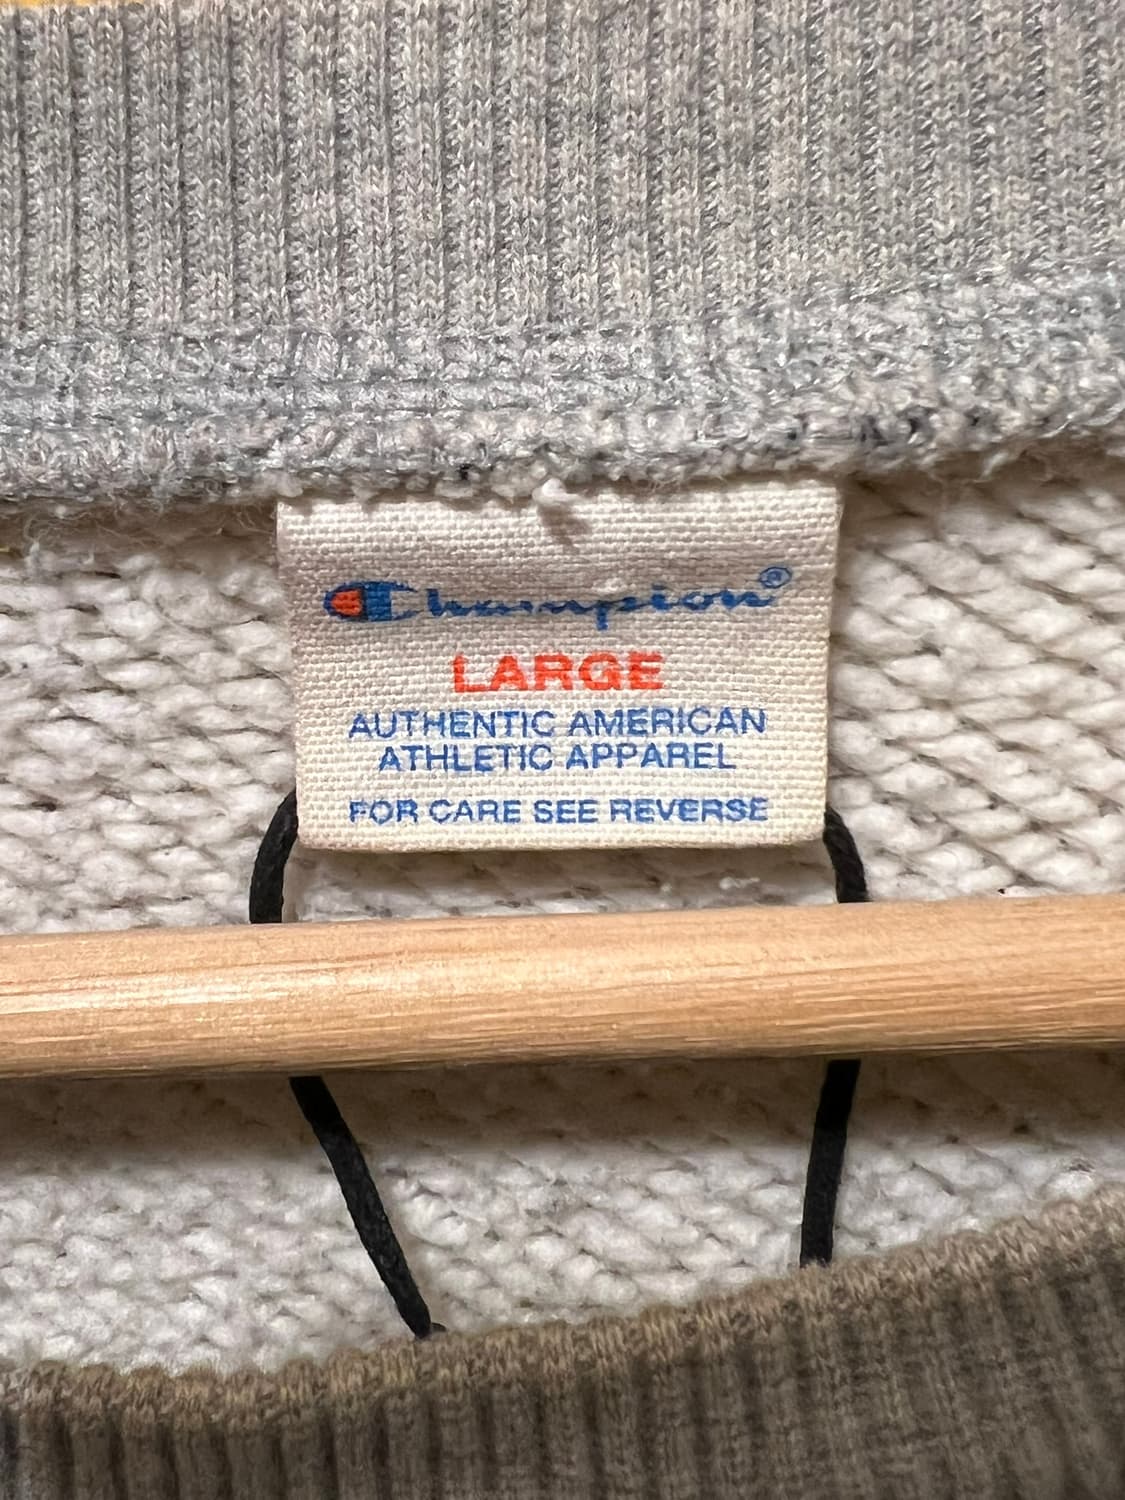 Champion®
LARGE
AUTHENTIC AMERICAN
ATHLETIC APPAREL
FOR CARE SEE REVERSE